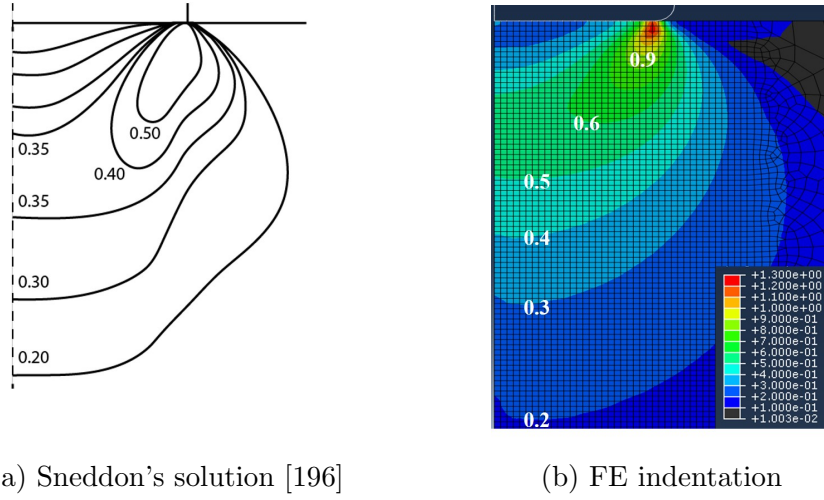 0.50
0.35
0.40
0.35
0.30
0.20
0.9
0.6
0.5
0.4
0.3
0.2
+1.300e+00
+1.200e+00
+1.100e+00
+1.000e+00
+9.000e-01
+8.000e-01
+7.000e-01
+6.000e-01
+5.000e-01
+4.000e-01
+3.000e-01
+2.000e-01
+1.000e-01
+1.003e-02
a) Sneddon's solution [196]
(b) FE indentation